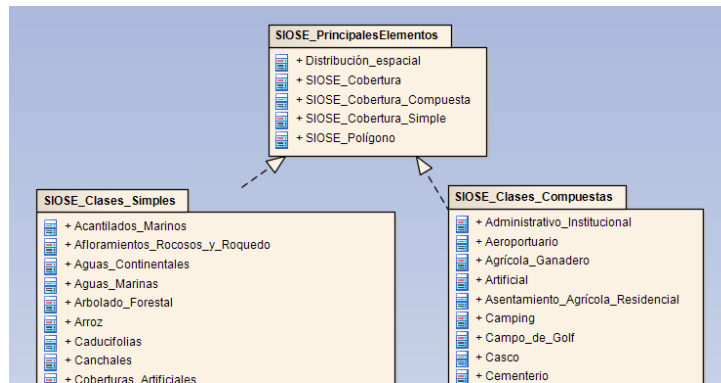 SIOSE_PrincipalesElementos
+ Distribución_espacial
+ SIOSE_Cobertura
+ SIOSE_Cobertura_Compuesta
+ SIOSE_Cobertura_Simple
+ SIOSE_Polígono
SIOSE_Clases_Simples
+ Acantilados_Marinos
+ Afloramientos_Rocosos_y_Roquedo
+ Aguas_Continentales
+ Aguas_Marinas
+ Arbolado_Forestal
+ Arroz
+ Caducifolias
+ Canchales
+ Coberturas_Artificiales
SIOSE_Clases_Compuestas
+ Administrativo_Institucional
+ Aeroportuario
+ Agrícola_Ganadero
+ Artificial
+ Asentamiento_Agrícola_Residencial
+ Camping
+ Campo_de_Golf
+ Casco
+ Cementerio